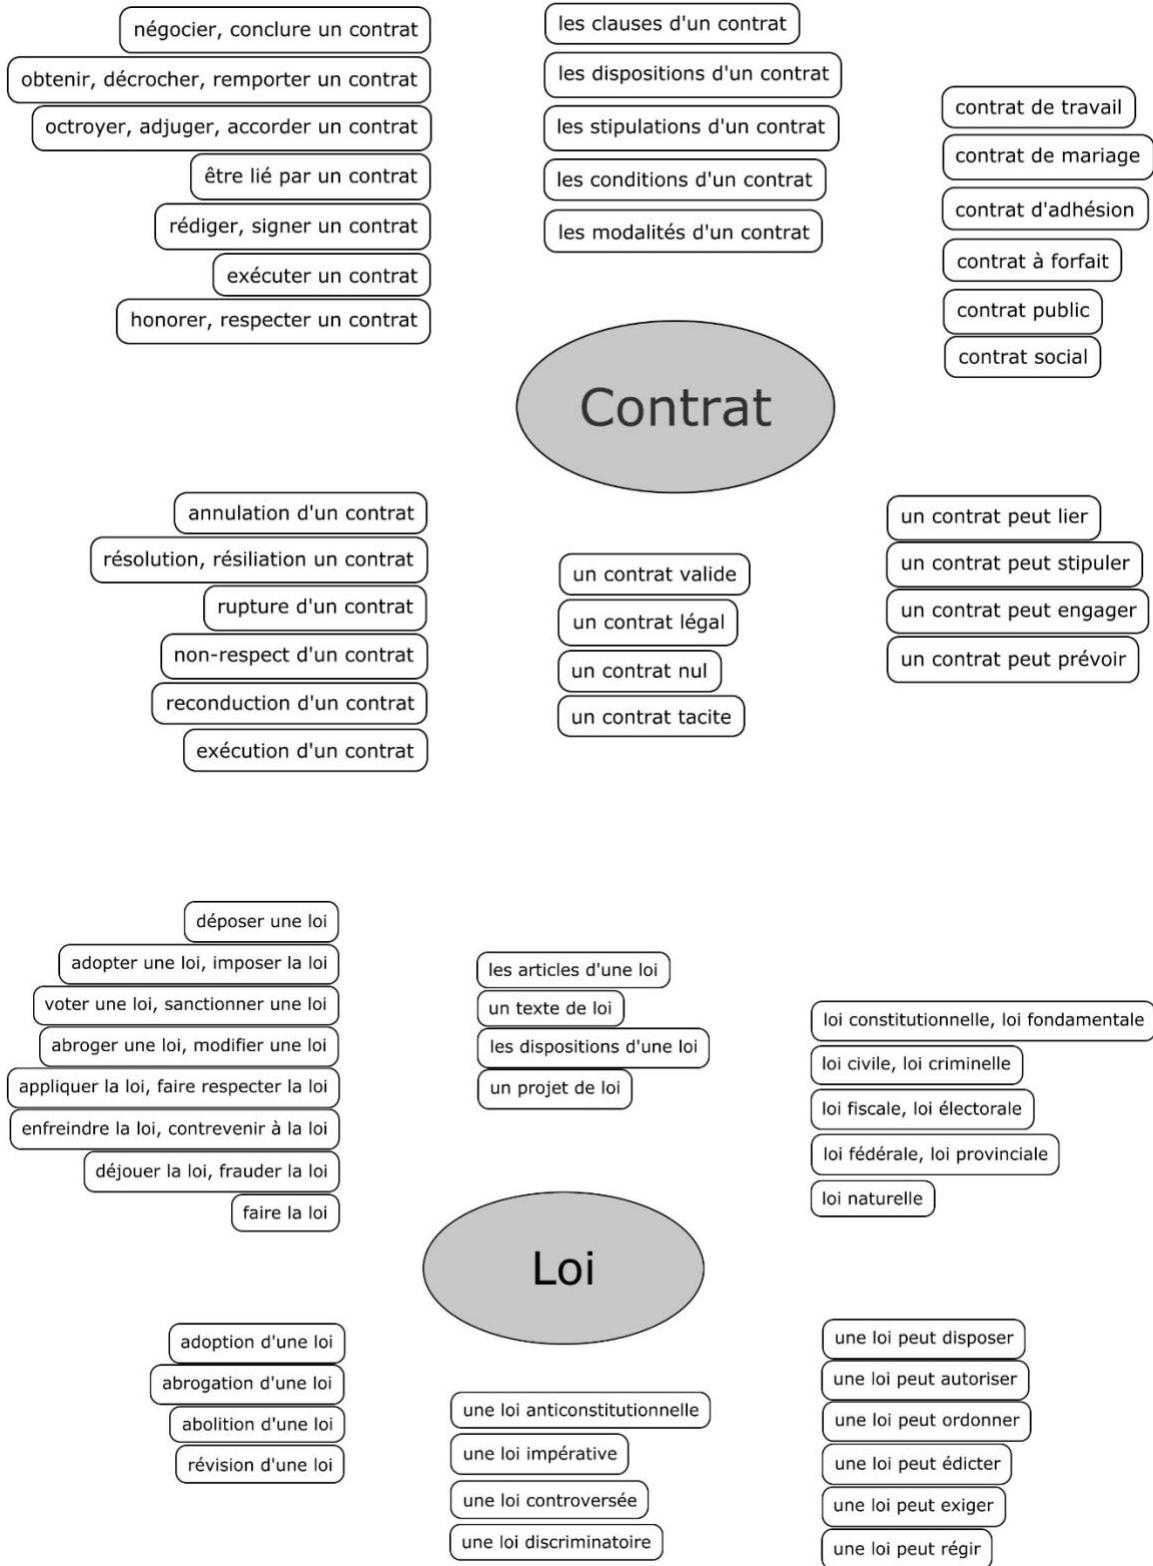 négocier, conclure un contrat
obtenir, décrocher, remporter un contrat
octroyer, adjuger, accorder un contrat
être lié par un contrat
rédiger, signer un contrat
exécuter un contrat
honorer, respecter un contrat
les clauses d'un contrat
les dispositions d'un contrat
les stipulations d'un contrat
les conditions d'un contrat
les modalités d'un contrat
contrat de travail
contrat de mariage
contrat d'adhésion
contrat à forfait
contrat public
contrat social
Contrat
annulation d'un contrat
résolution, résiliation un contrat
rupture d'un contrat
non-respect d'un contrat
reconduction d'un contrat
exécution d'un contrat
un contrat valide
un contrat légal
un contrat nul
un contrat tacite
un contrat peut lier
un contrat peut stipuler
un contrat peut engager
un contrat peut prévoir
déposer une loi
adopter une loi, imposer la loi
voter une loi, sanctionner une loi
abroger une loi, modifier une loi
appliquer la loi, faire respecter la loi
enfreindre la loi, contrevenir à la loi
déjouer la loi, frauder la loi
faire la loi
les articles d'une loi
un texte de loi
les dispositions d'une loi
un projet de loi
loi constitutionnelle, loi fondamentale
loi civile, loi criminelle
loi fiscale, loi électorale
loi fédérale, loi provinciale
loi naturelle
Loi
adoption d'une loi
abrogation d'une loi
abolition d'une loi
révision d'une loi
une loi anticonstitutionnelle
une loi impérative
une loi controversée
une loi discriminatoire
une loi peut disposer
une loi peut autoriser
une loi peut ordonner
une loi peut édicter
une loi peut exiger
une loi peut régir